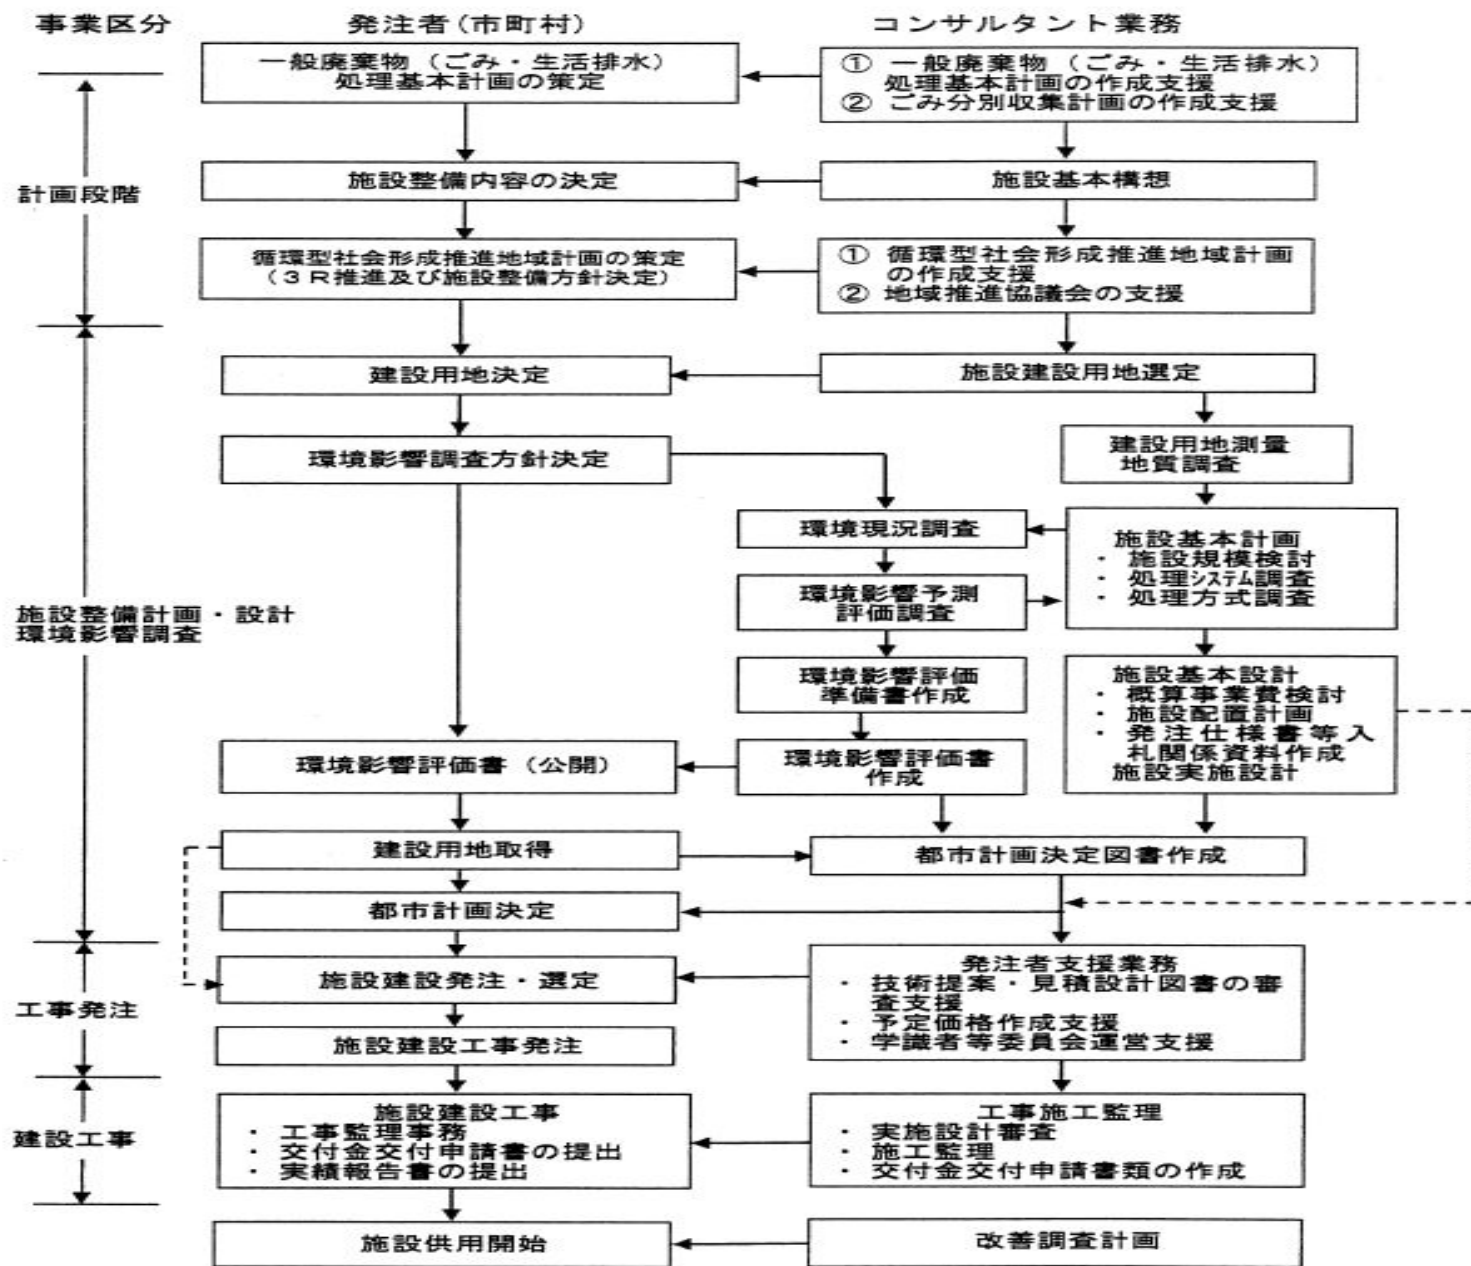 事業区分
発注者(市町村)
コンサルタント業務
一般廃棄物（ごみ・生活排水）
処理基本計画の策定
① 一般廃棄物（ごみ・生活排水）
処理基本計画の作成支援
② ごみ分別収集計画の作成支援
計画段階
施設整備内容の決定
施設基本構想
循環型社会形成推進地域計画の策定
（３Ｒ推進及び施設整備方針決定）
① 循環型社会形成推進地域計画
の作成支援
② 地域推進協議会の支援
建設用地決定
施設建設用地選定
環境影響調査方針決定
建設用地測量
地質調査
環境現況調査
施設基本計画
・ 施設規模検討
・ 処理ｼｽﾃﾑ調査
・ 処理方式調査
環境影響予測
評価調査
施設整備計画・設計
環境影響調査
環境影響評価
準備書作成
施設基本設計
・ 概算事業費検討
・ 施設配置計画
・ 発注仕様書等入
札関係資料作成
施設実施設計
環境影響評価書（公開）
環境影響評価書
作成
建設用地取得
都市計画決定図書作成
都市計画決定
施設建設発注・選定
発注者支援業務
・ 技術提案・見積設計図書の審
査支援
・ 予定価格作成支援
・ 学識者等委員会運営支援
工事発注
施設建設工事発注
建設工事
施設建設工事
・ 工事監理事務
・ 交付金交付申請書の提出
・ 実績報告書の提出
工事施工監理
・ 実施設計審査
・ 施工監理
・ 交付金交付申請書類の作成
施設供用開始
改善調査計画